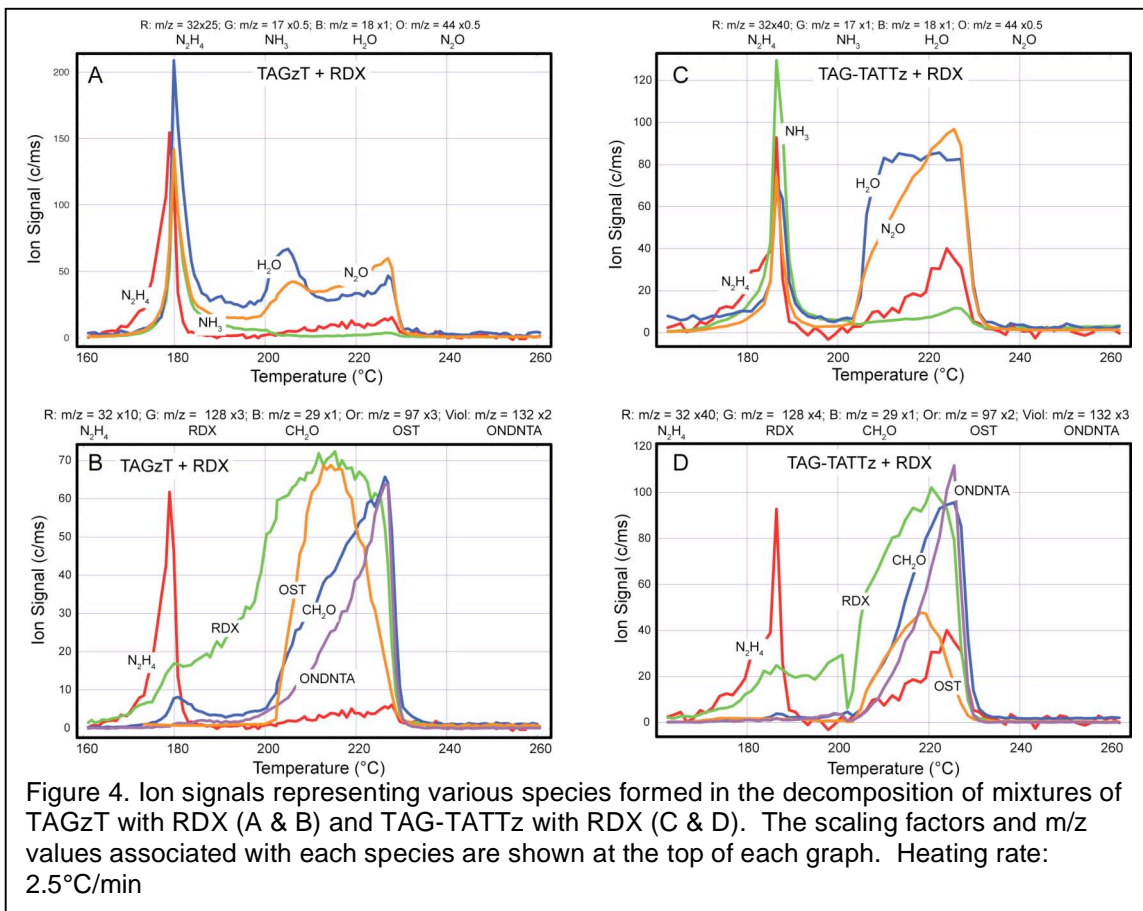 R: m/z = 32x25; G: m/z = 17 x0.5; B: m/z = 18 x1; O: m/z = 44 x0.5
N₂H₄ NH₃ H₂O N₂O
A
TAGzT + RDX
Ion Signal (c/ms)
200
150
100
50
0
N₂H₄
NH₃
H₂O
N₂O
160 180 200 220 240 260
Temperature (°C)
R: m/z = 32x40; G: m/z = 17 x1; B: m/z = 18 x1; O: m/z = 44 x0.5
N₂H₄ NH₃ H₂O N₂O
C
TAG-TATTz + RDX
Ion Signal (c/ms)
120
100
80
60
40
20
0
NH₃
H₂O
N₂O
N₂H₄
180 200 220 240 260
Temperature (°C)
R: m/z = 32 x10; G: m/z = 128 x3; B: m/z = 29 x1; Or: m/z = 97 x3; Viol: m/z = 132 x2
N₂H₄ RDX CH₂O OST ONDNTA
B
TAGzT + RDX
Ion Signal (c/ms)
70
60
50
40
30
20
10
0
N₂H₄
RDX
OST
CH₂O
ONDNTA
160 180 200 220 240 260
Temperature (°C)
R: m/z = 32 x40; G: m/z = 128 x4; B: m/z = 29 x1; Or: m/z = 97 x2; Viol: m/z = 132 x3
N₂H₄ RDX CH₂O OST ONDNTA
D
TAG-TATTz + RDX
Ion Signal (c/ms)
120
100
80
60
40
20
0
ONDNTA
CH₂O
RDX
N₂H₄
OST
180 200 220 240 260
Temperature (°C)
Figure 4. Ion signals representing various species formed in the decomposition of mixtures of
TAGzT with RDX (A & B) and TAG-TATTz with RDX (C & D). The scaling factors and m/z
values associated with each species are shown at the top of each graph. Heating rate:
2.5°C/min